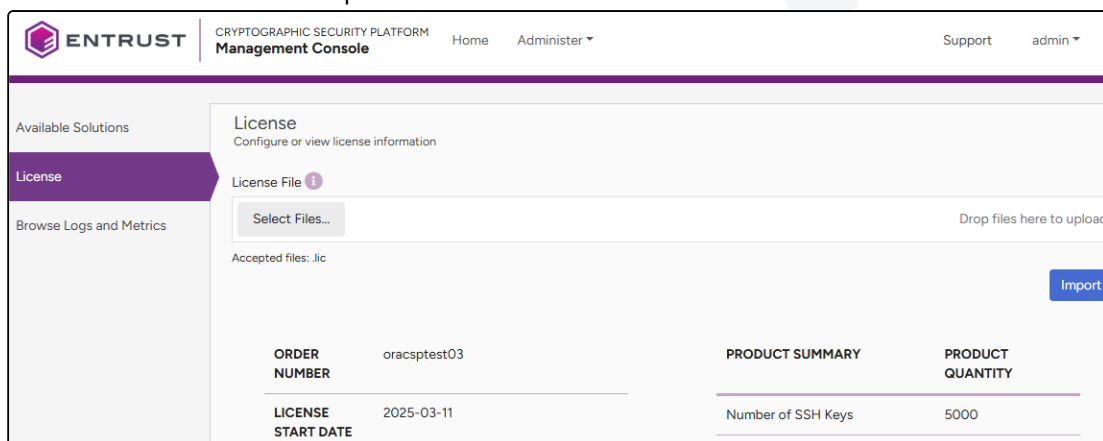 ENTRUST
CRYPTOGRAPHIC SECURITY PLATFORM
Management Console
Home
Administer
Support
admin
Available Solutions
License
Browse Logs and Metrics
License
Configure or view license information
License File
Select Files...
Drop files here to upload
Accepted files: .lic
Import
ORDER NUMBER
oracsptest03
LICENSE START DATE
2025-03-11
PRODUCT SUMMARY
PRODUCT QUANTITY
Number of SSH Keys
5000